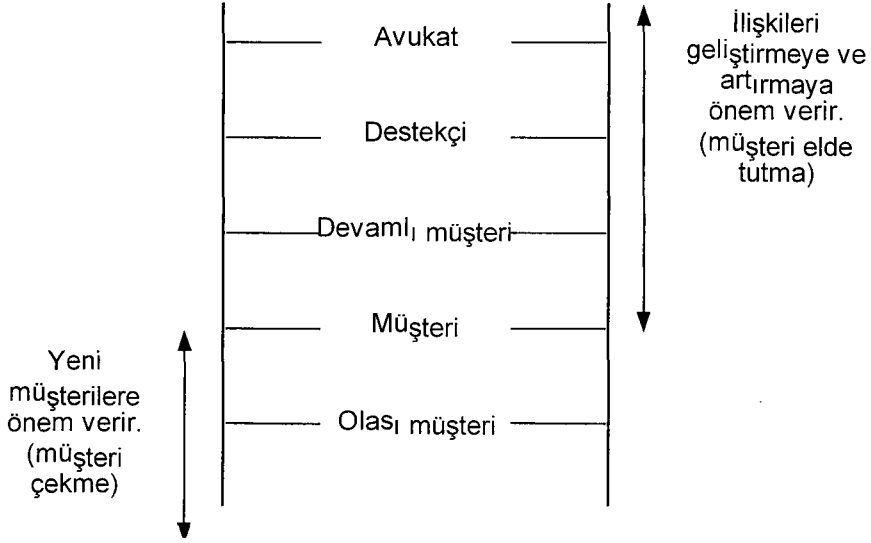 Avukat
Destekçi
Devamlı müşteri
Müşteri
Olası müşteri
İlişkileri
geliştirmeye ve
artırmaya
önem verir.
(müşteri elde
tutma)
Yeni
müşterilere
önem verir.
(müşteri
çekme)